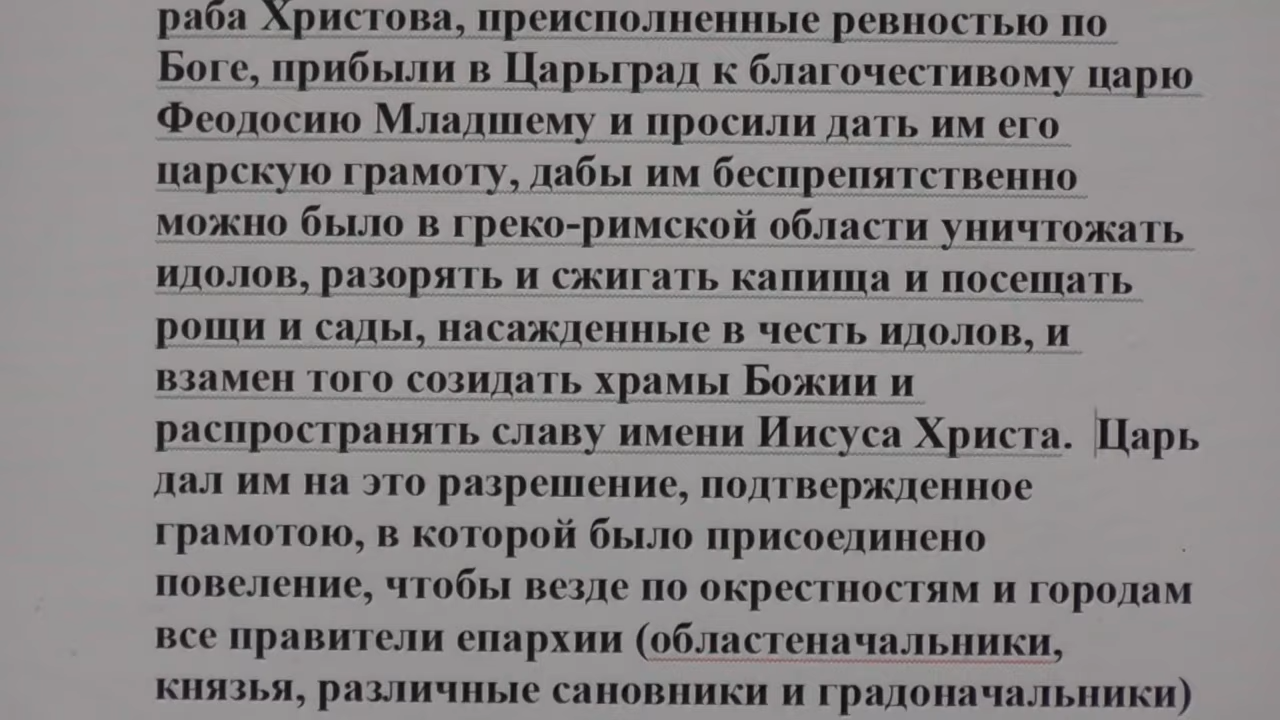 раба Христова, преисполненные ревностью по
Боге, прибыли в Царьград к благочестивому царю
Феодосию Младшему и просили дать им его
царскую грамоту, дабы им беспрепятственно
можно было в греко-римской области уничтожать
идолов, разорять и сжигать капища и посещать
рощи и сады, насажденные в честь идолов, и
взамен того созидать храмы Божии и
распространять славу имени Иисуса Христа. Царь
дал им на это разрешение, подтвержденное
грамотою, в которой было присоединено
повеление, чтобы везде по окрестностям и городам
все правители епархии (областеначальники,
князья, различные сановники и градоначальники)